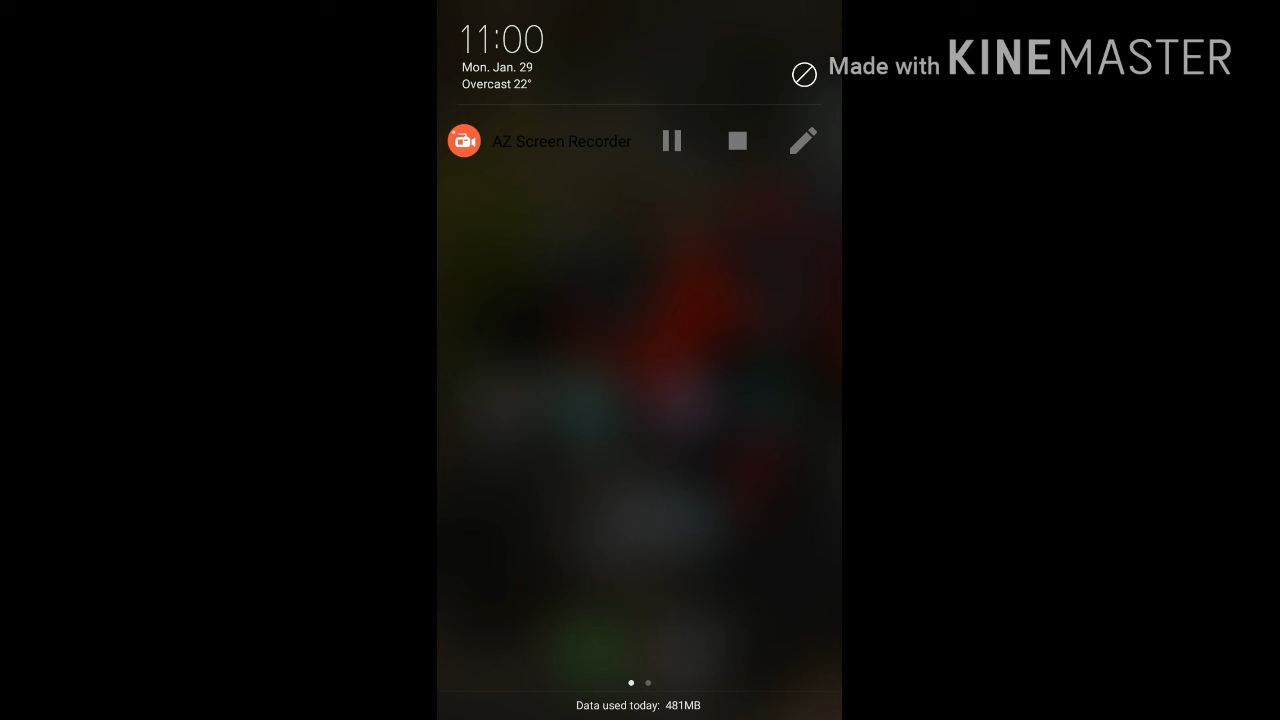 11:00
Mon. Jan. 29
Overcast 22°
Made with KINEMASTER
AZ Screen Recorder
Data used today: 481MB